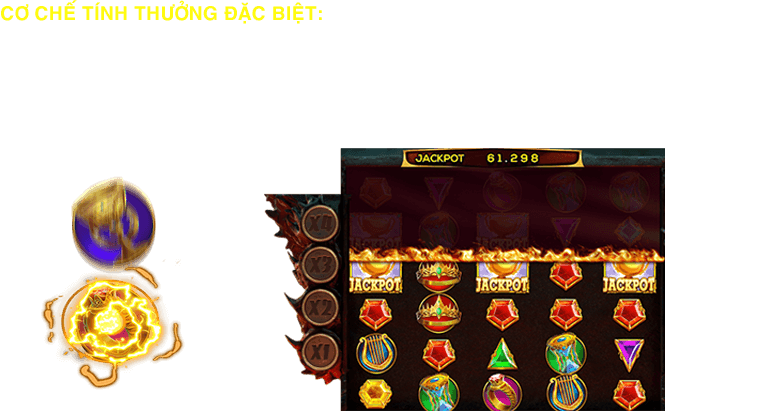 CƠ CHẾ TÍNH THƯỞNG ĐẶC BIỆT:
JACKPOT 61.298
X4
X3
JACKPOT JACKPOT JACKPOT
X2
X1